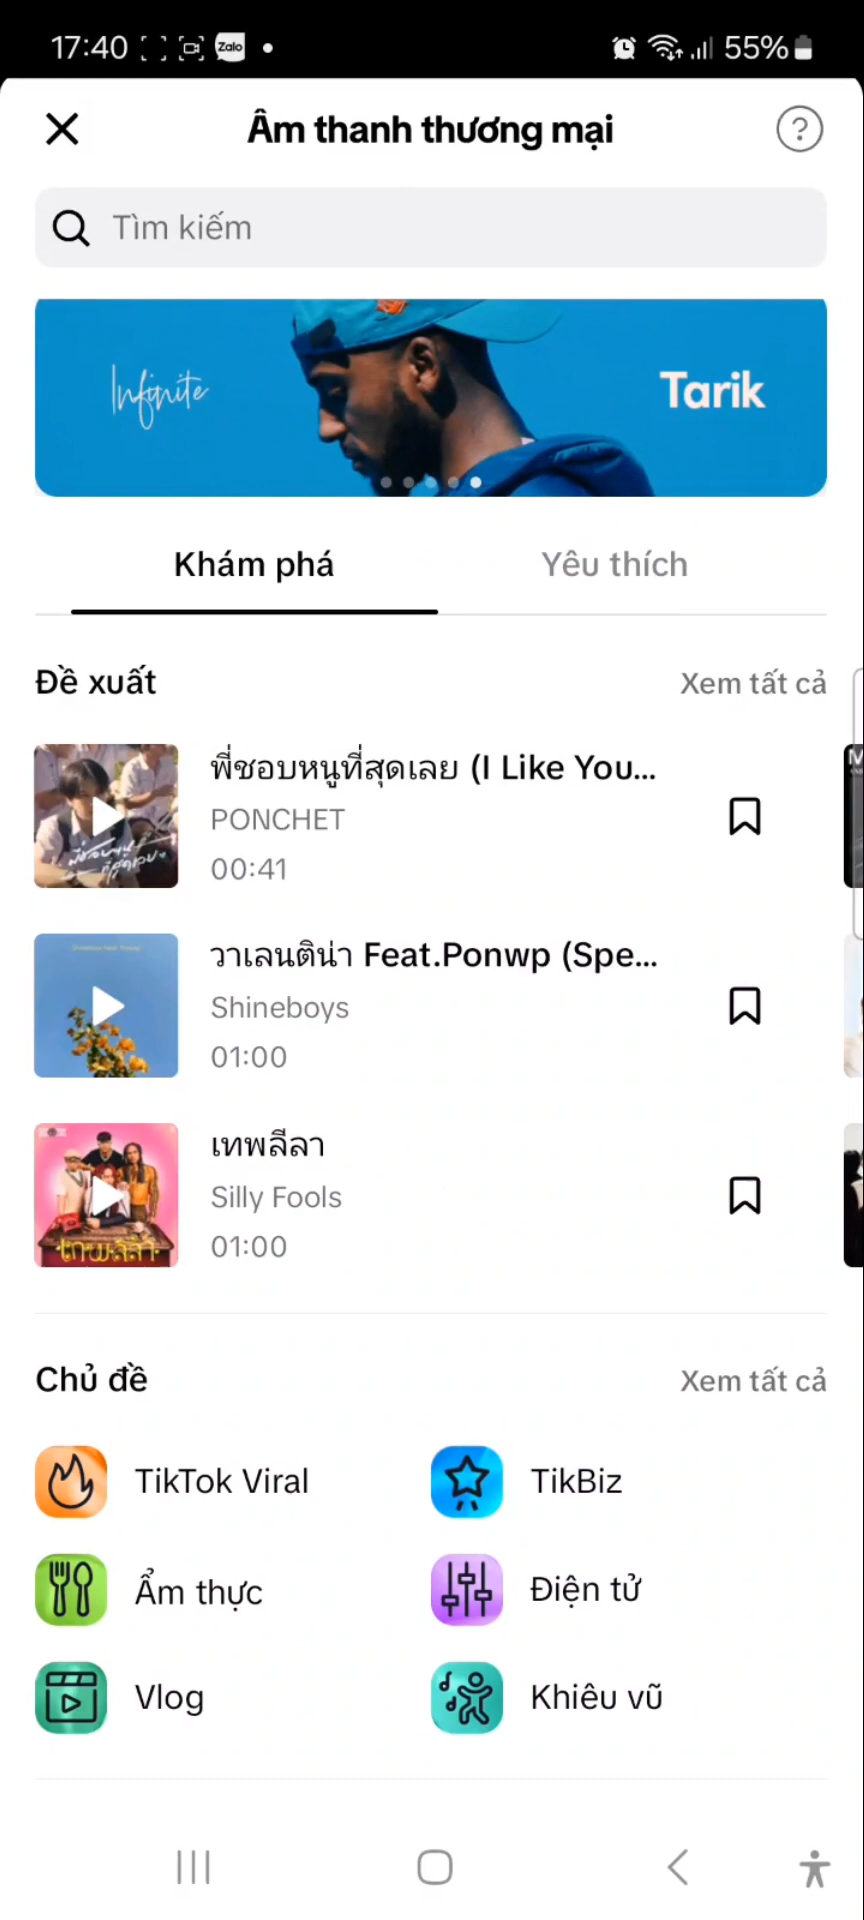 17:40 Zalo 55%
Âm thanh thương mại
?
Tìm kiếm
Infinite
Tarik
Khám phá
Yêu thích
Đề xuất
Xem tất cả
พี่ชอบหนูที่สุดเลย (I Like You...
PONCHET
00:41
วาเลนติน่า Feat.Ponwp (Spe...
Shineboys
01:00
เทพลีลา
Silly Fools
01:00
Chủ đề
Xem tất cả
TikTok Viral
TikBiz
Ẩm thực
Điện tử
Vlog
Khiêu vũ